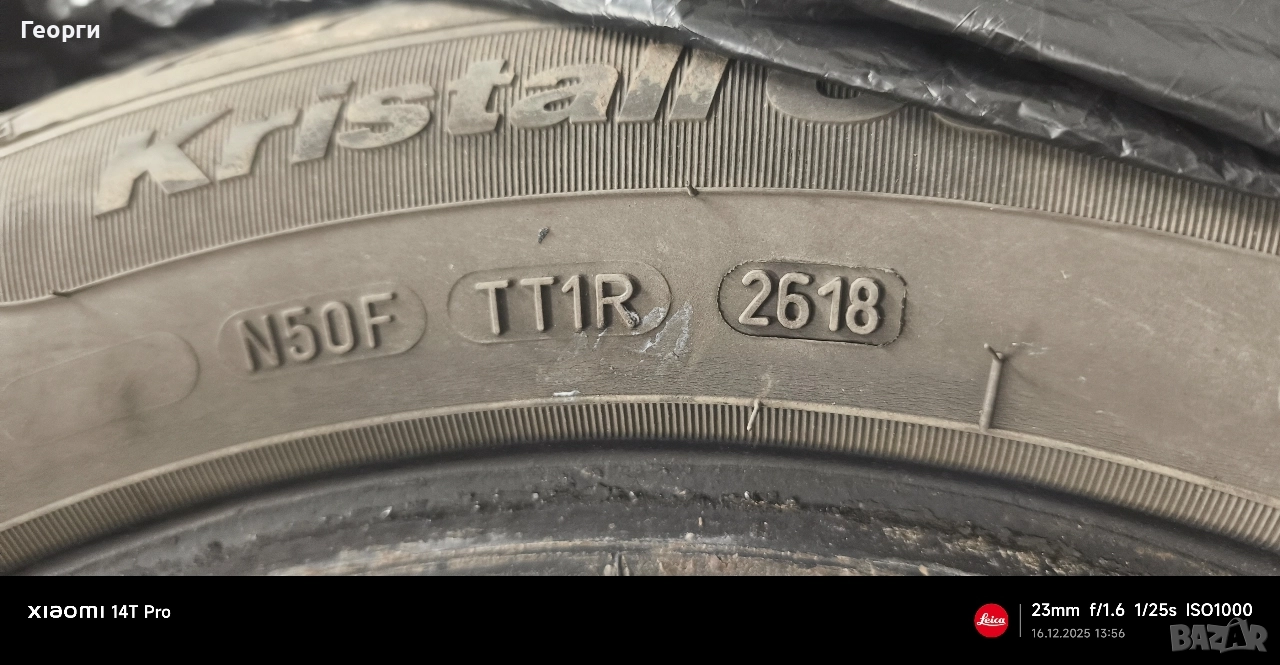 Георги
Kristall
N50F TT1R 2618
XIAOMI 14T Pro
Leica
23mm f/1.6 1/25s ISO1000
16.12.2025 13:56
BAZAR